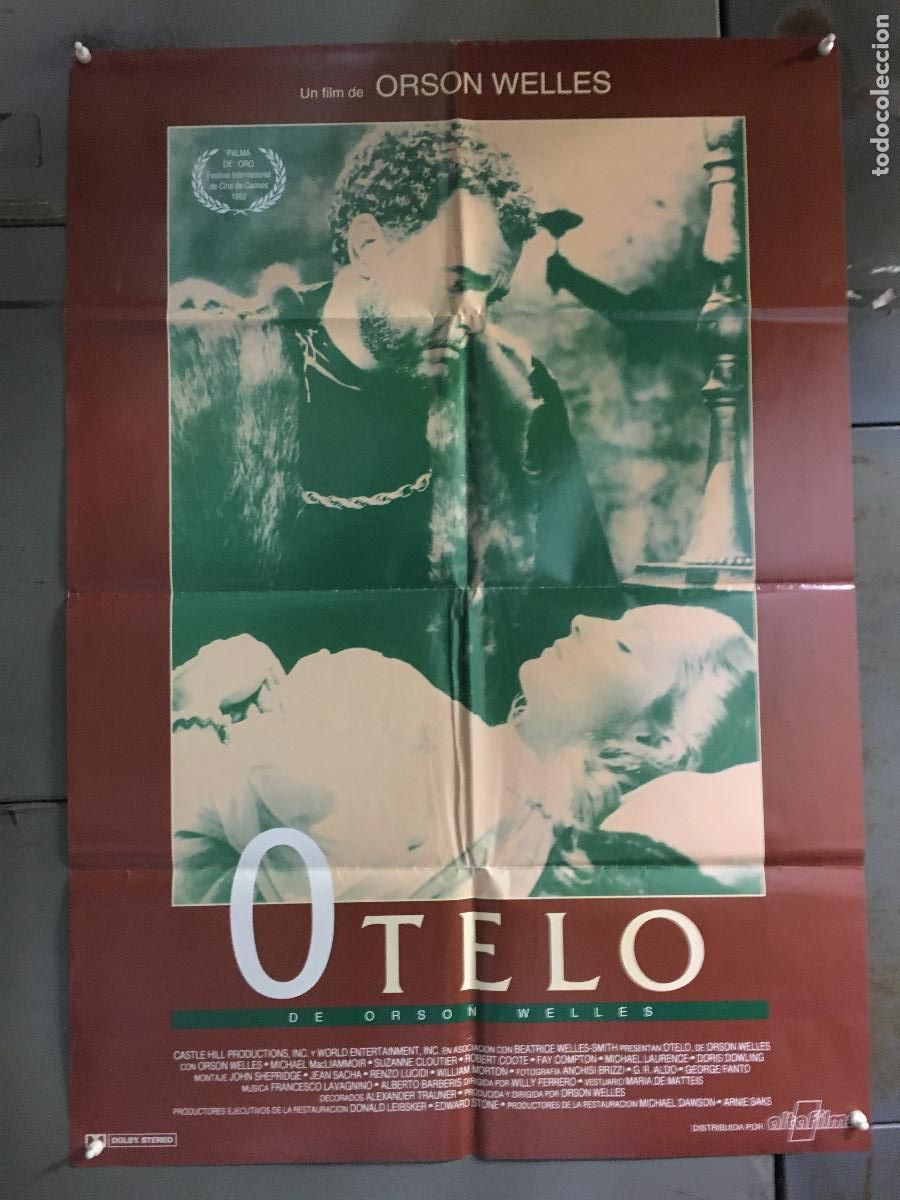 Un film de ORSON WELLES
PALMA
DE ORO
Festival Internacional
de Cine de Cannes
1952
OTELO
DE ORSON WELLES
CASTLE HILL PRODUCTIONS, INC. Y WORLD ENTERTAINMENT, INC. EN ASOCIACION CON BEATRICE WELLES-SMITH PRESENTAN OTELO, DE ORSON WELLES
CON ORSON WELLES • MICHAEL MacLIAMMOIR • SUZANNE CLOUTIER • ROBERT COOTE • FAY COMPTON • MICHAEL LAURENCE • DORIS DOWLING
MONTAJE JOHN SHEPRIDGE • JEAN SACHA • RENZO LUCIDI • WILLIAM MORTON • FOTOGRAFIA ANCHISI BRIZZI • G. R. ALDO • GEORGE FANTO
MUSICA FRANCESCO LAVAGNINO • ALBERTO BARBERIS DIRIGIDA POR WILLY FERRERO • VESTUARIO MARIA DE MATTEIS
DECORADOS ALEXANDER TRAUNER • PRODUCIDA Y DIRIGIDA POR ORSON WELLES
PRODUCTORES EJECUTIVOS DE LA RESTAURACION DONALD LEIBSKER • EDWARD STONE • PRODUCTORES DE LA RESTAURACION MICHAEL DAWSON • ARNIE SAKS
DISTRIBUIDA POR altafilms
DOLBY STEREO
todocoleccion